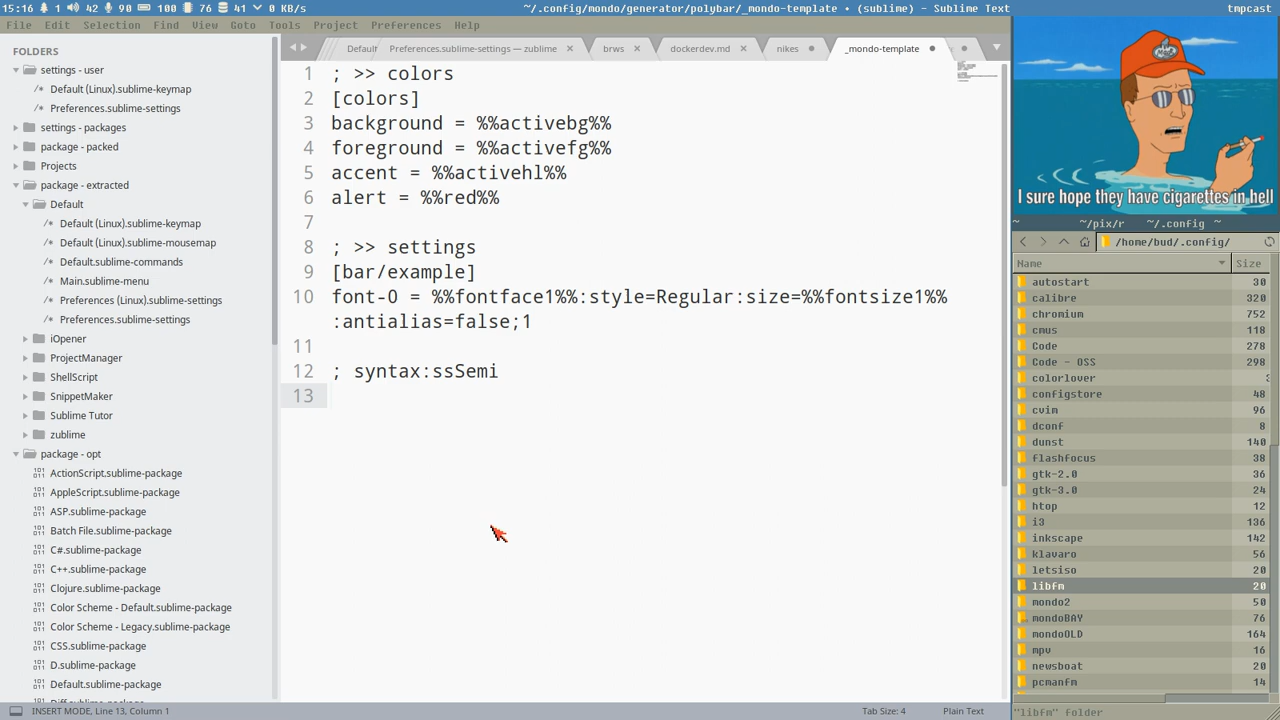 15:16 1 42 90 100 76 41 0 KB/s
~/.config/mondo/generator/polybar/_mondo-template • (sublime) - Sublime Text
tmpcast
File Edit Selection Find View Goto Tools Project Preferences Help
FOLDERS
settings - user
Default (Linux).sublime-keymap
Preferences.sublime-settings
settings - packages
package - packed
Projects
package - extracted
Default
Default (Linux).sublime-keymap
Default (Linux).sublime-mousemap
Default.sublime-commands
Main.sublime-menu
Preferences (Linux).sublime-settings
Preferences.sublime-settings
iOpener
ProjectManager
ShellScript
SnippetMaker
Sublime Tutor
zublime
package - opt
ActionScript.sublime-package
AppleScript.sublime-package
ASP.sublime-package
Batch File.sublime-package
C#.sublime-package
C++.sublime-package
Clojure.sublime-package
Color Scheme - Default.sublime-package
Color Scheme - Legacy.sublime-package
CSS.sublime-package
D.sublime-package
Default.sublime-package
Default Preferences.sublime-settings — zublime brws dockerdev.md nikes _mondo-template
1 ; >> colors
2 [colors]
3 background = %%activebg%%
4 foreground = %%activefg%%
5 accent = %%activehl%%
6 alert = %%red%%
7
8 ; >> settings
9 [bar/example]
10 font-0 = %%fontface1%%:style=Regular:size=%%fontsize1%%
:antialias=false;1
11
12 ; syntax:ssSemi
13
INSERT MODE, Line 13, Column 1
Tab Size: 4 Plain Text
I sure hope they have cigarettes in hell
~ ~/pix/r ~/.config ~
/home/bud/.config/
Name Size
autostart 30
calibre 320
chromium 752
cmus 118
Code 278
Code - OSS 298
colorlover
configstore 48
cvim 96
dconf 8
dunst 140
flashfocus 38
gtk-2.0 36
gtk-3.0 24
htop 12
i3 136
inkscape 142
klavaro 56
letsiso 20
libfm 20
mondo2 50
mondoBAY 76
mondoOLD 164
mpv 16
newsboat 20
pcmanfm 14
"libfm" folder